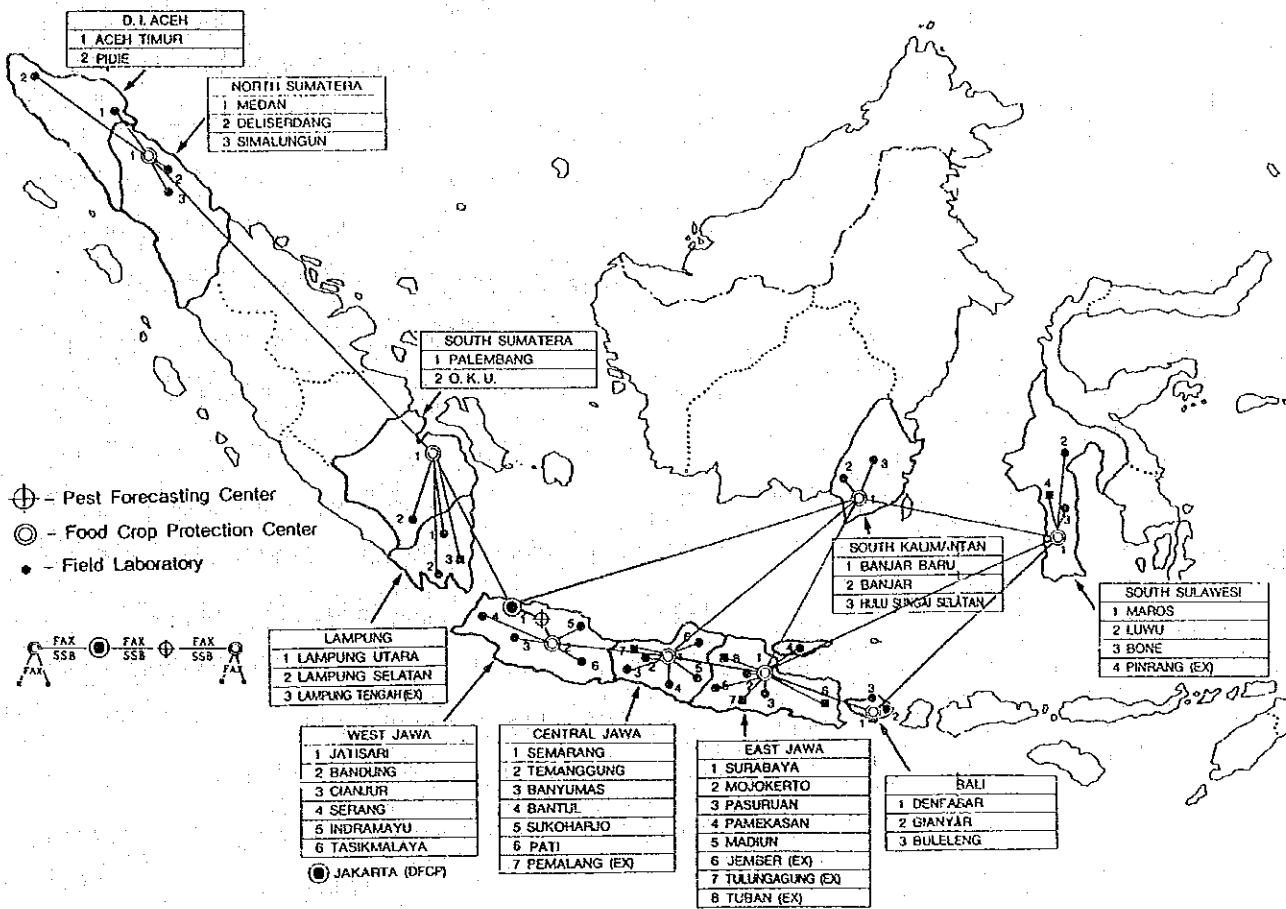 D. I. ACEH
1 ACEH TIMUR
2 PIDIE
NORTH SUMATERA
1 MEDAN
2 DELISERDANG
3 SIMALUNGUN
SOUTH SUMATERA
1 PALEMBANG
2 O. K. U.
– Pest Forecasting Center
– Food Crop Protection Center
– Field Laboratory
FAX FAX FAX
SSB SSB SSB
FAX FAX
LAMPUNG
1 LAMPUNG UTARA
2 LAMPUNG SELATAN
3 LAMPUNG TENGAH (EX)
SOUTH KALIMANTAN
1 BANJAR BARU
2 BANJAR
3 HULU SUNGAI SELATAN
SOUTH SULAWESI
1 MAROS
2 LUWU
3 BONE
4 PINRANG (EX)
WEST JAWA
1 JATISARI
2 BANDUNG
3 CIANJUR
4 SERANG
5 INDRAMAYU
6 TASIKMALAYA
JAKARTA (DFCP)
CENTRAL JAWA
1 SEMARANG
2 TEMANGGUNG
3 BANYUMAS
4 BANTUL
5 SUKOHARJO
6 PATI
7 PEMALANG (EX)
EAST JAWA
1 SURABAYA
2 MOJOKERTO
3 PASURUAN
4 PAMEKASAN
5 MADIUN
6 JEMBER (EX)
7 TULUNGAGUNG (EX)
8 TUBAN (EX)
BALI
1 DENPASAR
2 GIANYAR
3 BULELENG